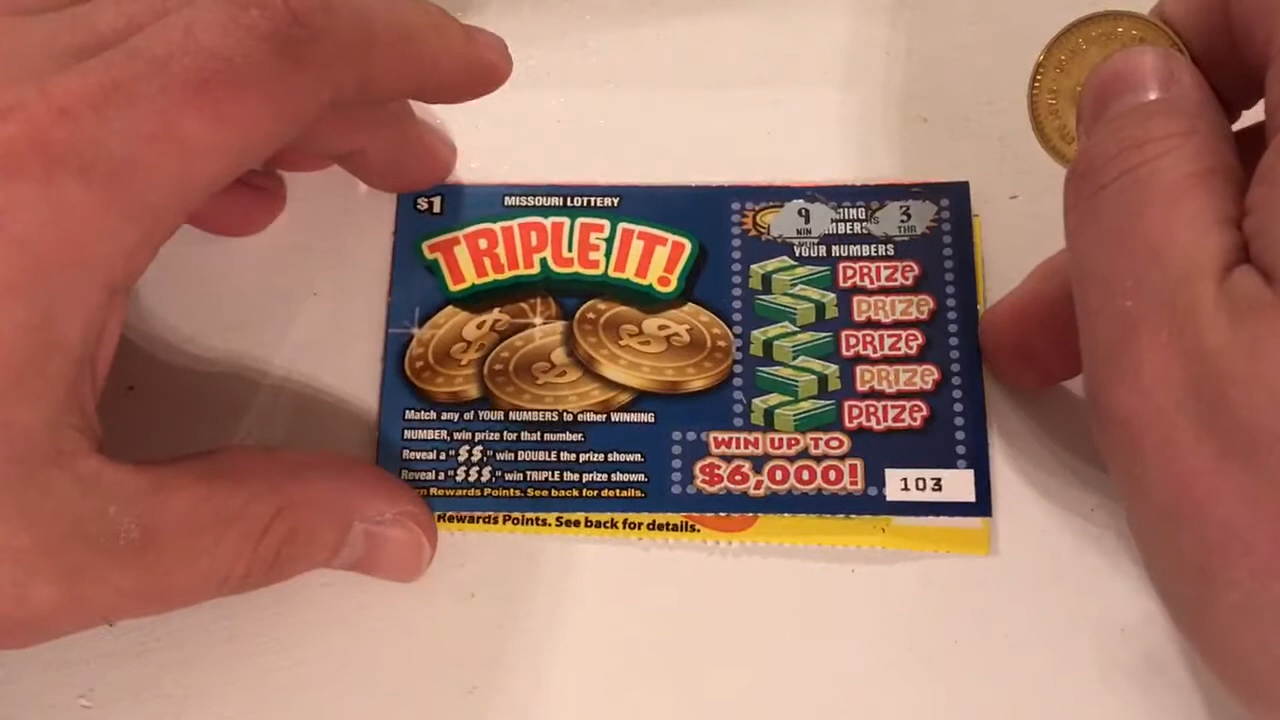 $1
MISSOURI LOTTERY
TRIPLE IT!
9
NIN
3
THR
YOUR NUMBERS
PRIZE
PRIZE
PRIZE
PRIZE
PRIZE
Match any of YOUR NUMBERS to either WINNING
NUMBER, win prize for that number.
Reveal a "$$," win DOUBLE the prize shown.
Reveal a "$$$," win TRIPLE the prize shown.
Rewards Points. See back for details.
WIN UP TO
$6,000!
103
Rewards Points. See back for details.